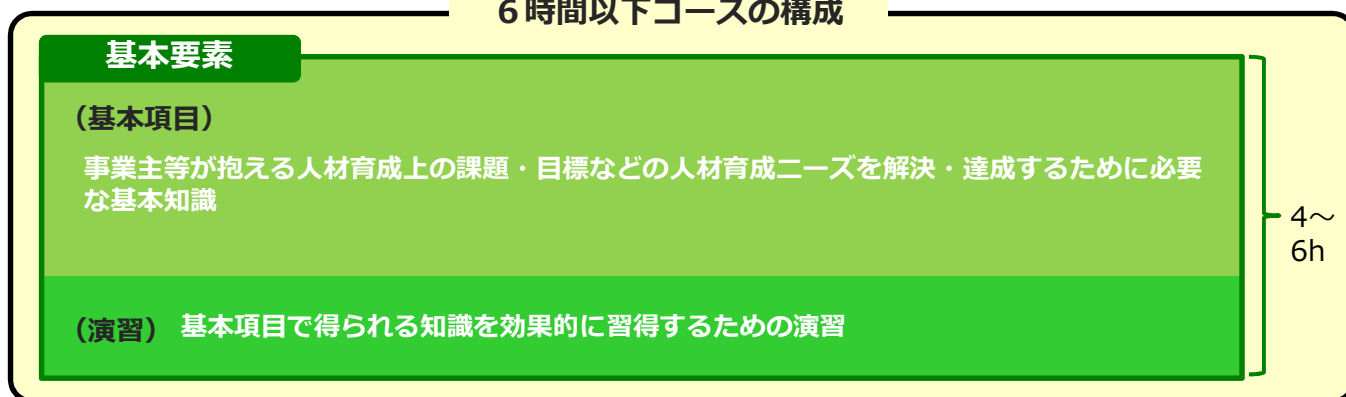 ６時間以下コースの構成
基本要素
（基本項目）
事業主等が抱える人材育成上の課題・目標などの人材育成ニーズを解決・達成するために必要
な基本知識
4～
6h
（演習） 基本項目で得られる知識を効果的に習得するための演習